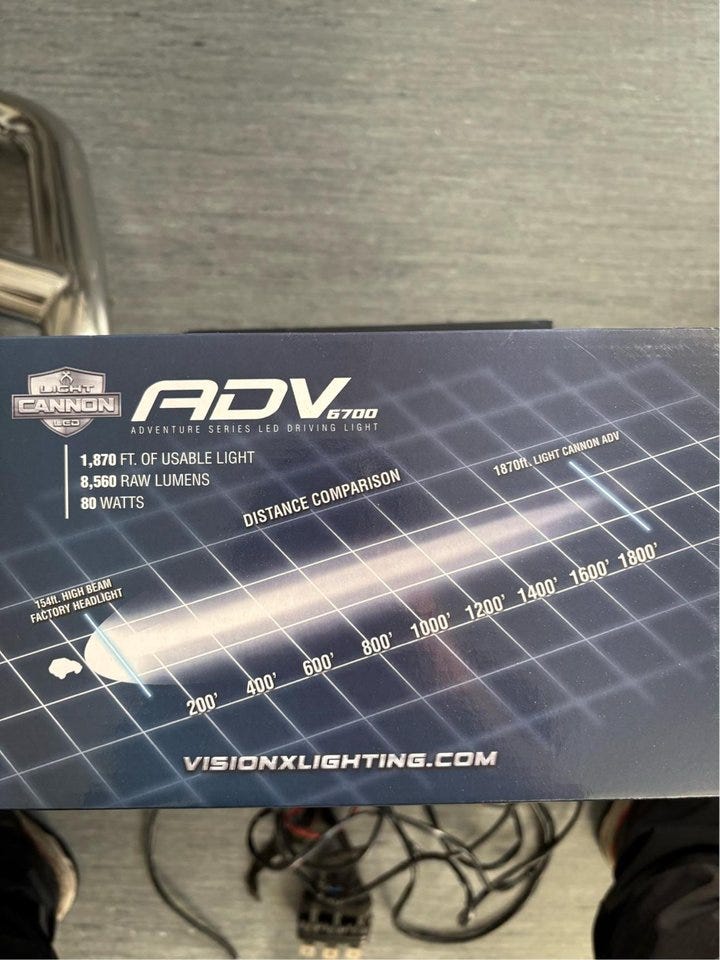 LIGHT
CANNON
LED
ADV 6700
ADVENTURE SERIES LED DRIVING LIGHT
1,870 FT. OF USABLE LIGHT
8,560 RAW LUMENS
80 WATTS
DISTANCE COMPARISON
1870ft. LIGHT CANNON ADV
154ft. HIGH BEAM
FACTORY HEADLIGHT
200' 400' 600' 800' 1000' 1200' 1400' 1600' 1800'
VISIONXLIGHTING.COM